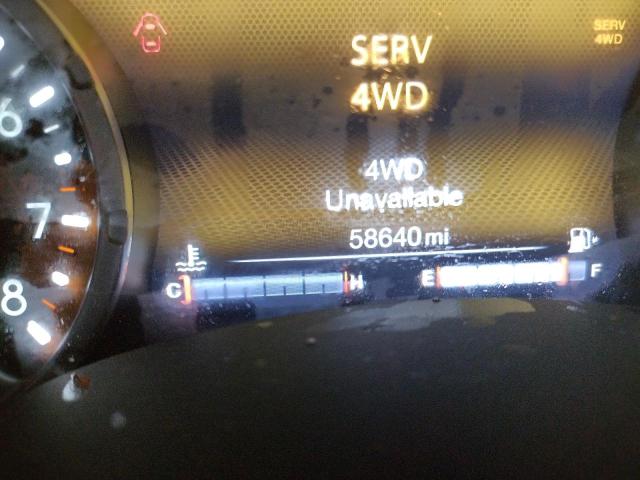 SERV
4WD
SERV
4WD
4WD
Unavailable
58640 mi
6
7
8
C
H
E
F